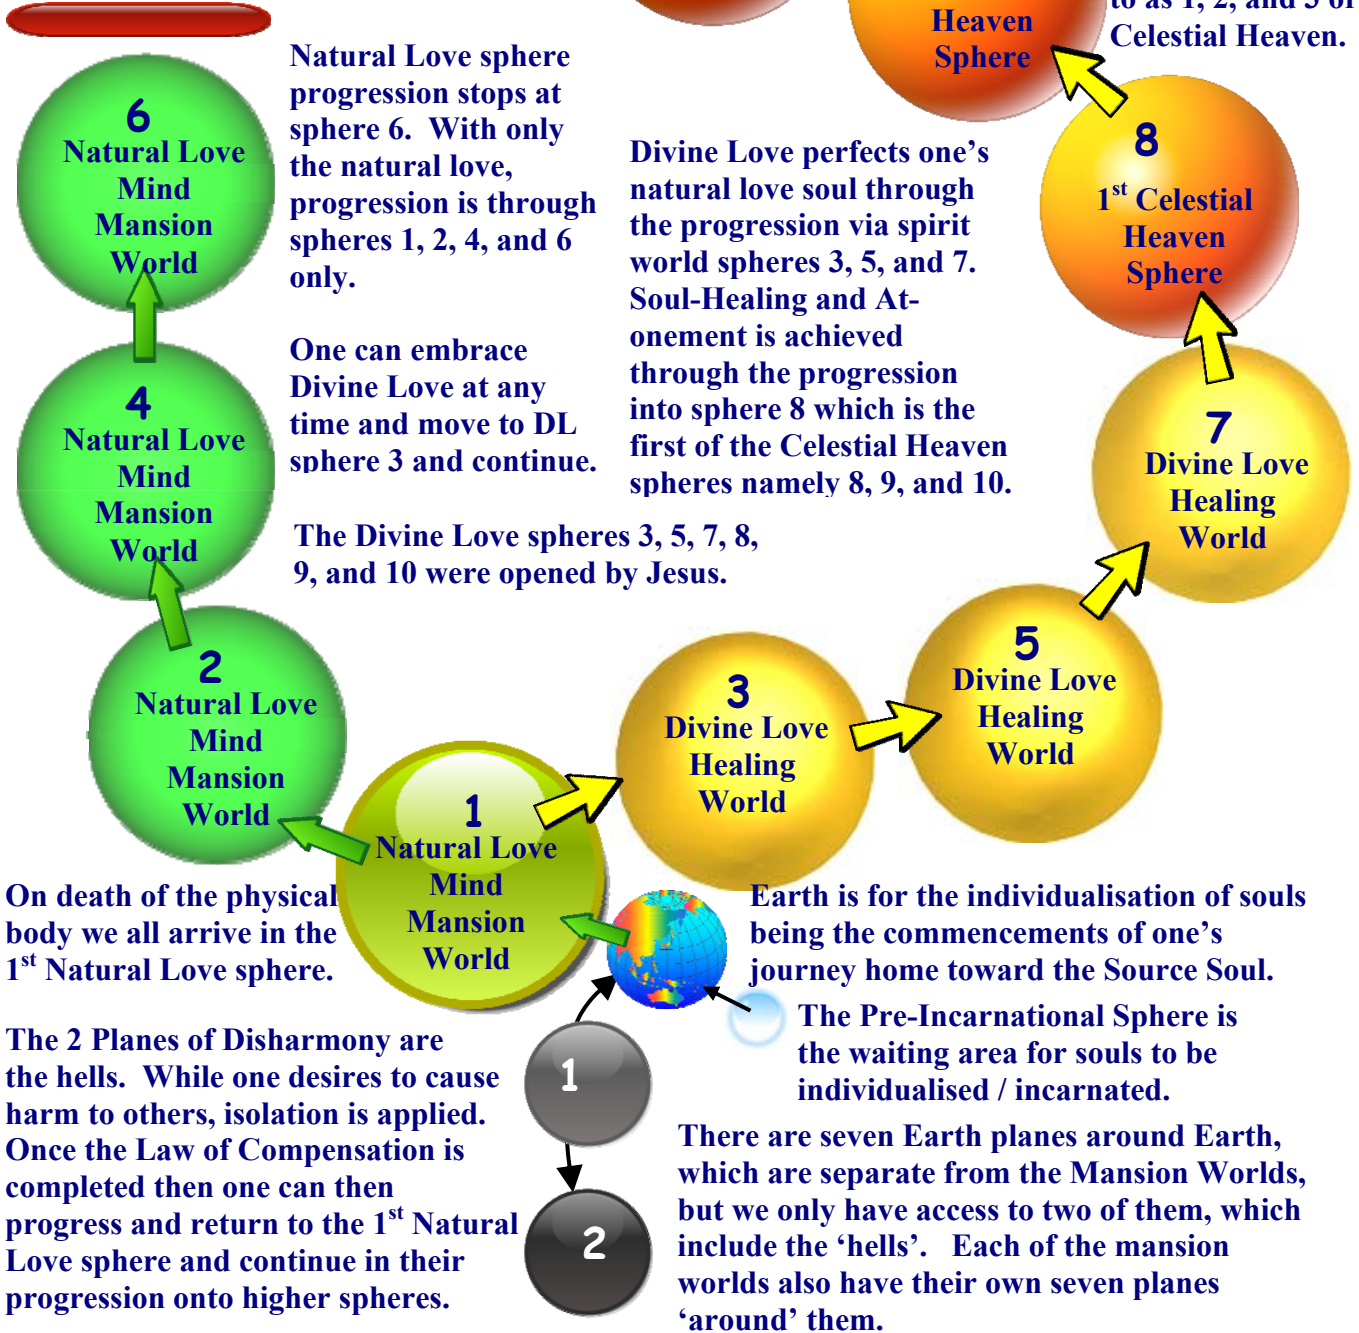 to as 1, 2, and 3 of
Celestial Heaven.
Heaven
Sphere
6
Natural Love
Mind
Mansion
World
Natural Love sphere
progression stops at
sphere 6. With only
the natural love,
progression is through
spheres 1, 2, 4, and 6
only.
One can embrace
Divine Love at any
time and move to DL
sphere 3 and continue.
Divine Love perfects one’s
natural love soul through
the progression via spirit
world spheres 3, 5, and 7.
Soul-Healing and At-
onement is achieved
through the progression
into sphere 8 which is the
first of the Celestial Heaven
spheres namely 8, 9, and 10.
8
1st Celestial
Heaven
Sphere
4
Natural Love
Mind
Mansion
World
7
Divine Love
Healing
World
The Divine Love spheres 3, 5, 7, 8,
9, and 10 were opened by Jesus.
2
Natural Love
Mind
Mansion
World
3
Divine Love
Healing
World
5
Divine Love
Healing
World
1
Natural Love
Mind
Mansion
World
On death of the physical
body we all arrive in the
1st Natural Love sphere.
Earth is for the individualisation of souls
being the commencements of one’s
journey home toward the Source Soul.
The Pre-Incarnational Sphere is
the waiting area for souls to be
individualised / incarnated.
The 2 Planes of Disharmony are
the hells. While one desires to cause
harm to others, isolation is applied.
Once the Law of Compensation is
completed then one can then
progress and return to the 1st Natural
Love sphere and continue in their
progression onto higher spheres.
1
2
There are seven Earth planes around Earth,
which are separate from the Mansion Worlds,
but we only have access to two of them, which
include the ‘hells’. Each of the mansion
worlds also have their own seven planes
‘around’ them.